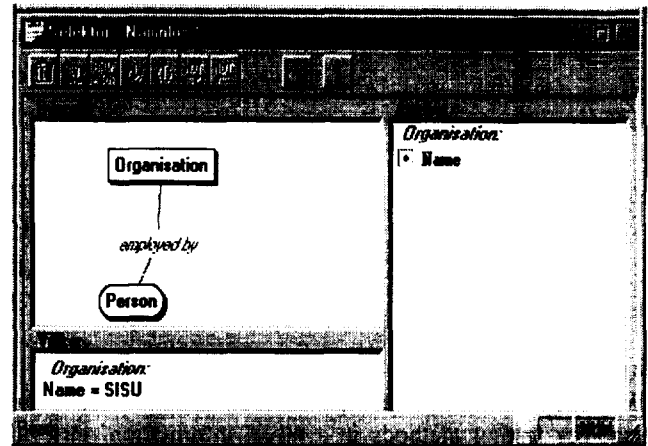 Organisation
employed by
Person
Organisation:
Name
Organisation:
Name = SISU